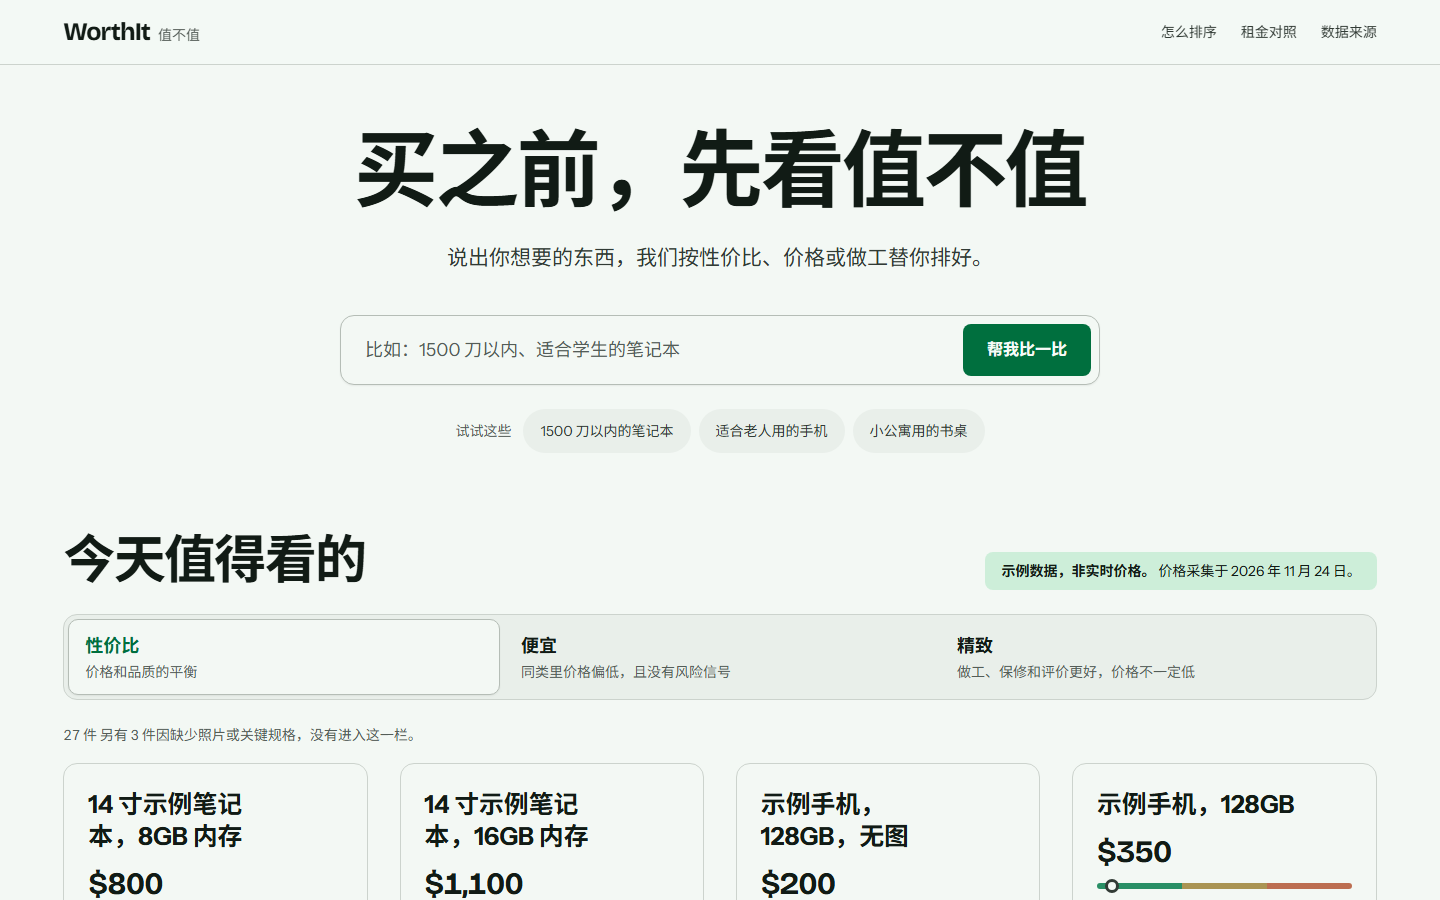 WorthIt 值不值
怎么排序 租金对照 数据来源
买之前，先看值不值
说出你想要的东西，我们按性价比、价格或做工替你排好。
比如：1500 刀以内、适合学生的笔记本
帮我比一比
试试这些 1500 刀以内的笔记本 适合老人用的手机 小公寓用的书桌
今天值得看的
示例数据，非实时价格。 价格采集于 2026 年 11 月 24 日。
性价比
价格和品质的平衡
便宜
同类里价格偏低，且没有风险信号
精致
做工、保修和评价更好，价格不一定低
27 件 另有 3 件因缺少照片或关键规格，没有进入这一栏。
14 寸示例笔记
本，8GB 内存
$800
14 寸示例笔记
本，16GB 内存
$1,100
示例手机，
128GB，无图
$200
示例手机，128GB
$350